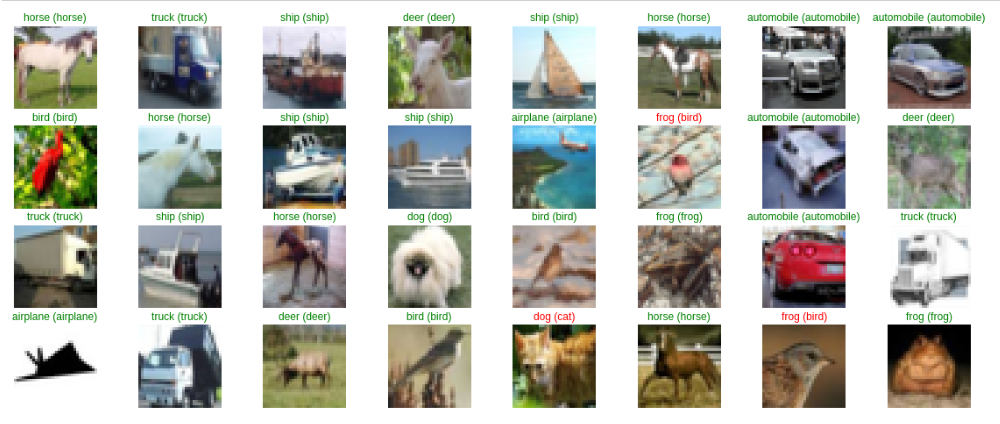 horse (horse) truck (truck) ship (ship) deer (deer) ship (ship) horse (horse) automobile (automobile) automobile (automobile)
bird (bird) horse (horse) ship (ship) ship (ship) airplane (airplane) frog (bird) automobile (automobile) deer (deer)
truck (truck) ship (ship) horse (horse) dog (dog) bird (bird) frog (frog) automobile (automobile) truck (truck)
airplane (airplane) truck (truck) deer (deer) bird (bird) dog (cat) horse (horse) frog (bird) frog (frog)